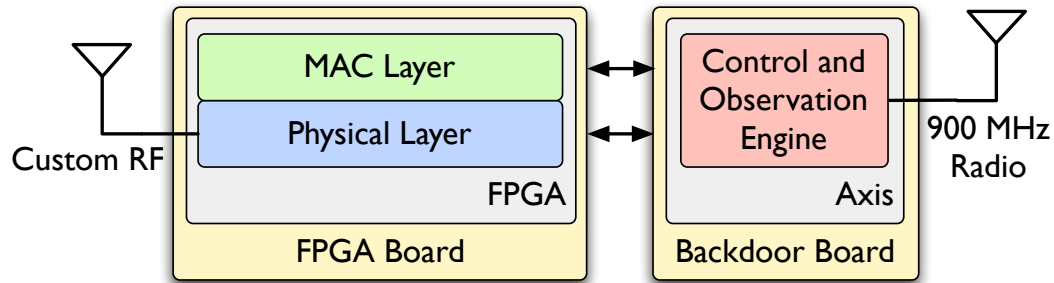 MAC Layer
Physical Layer
Custom RF
FPGA
FPGA Board
Control and
Observation
Engine
900 MHz
Radio
Axis
Backdoor Board